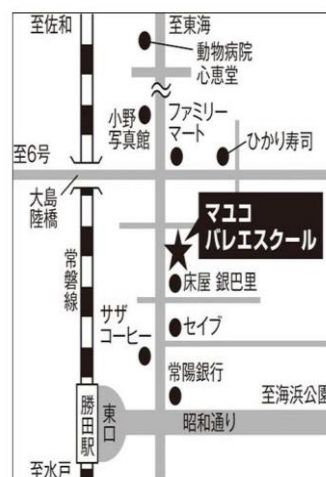 至佐和
至東海
動物病院
心恵堂
小野
写真館
ファミリー
マート
ひかり寿司
至6号
大島
陸橋
マユコ
バレエスクール
常磐線
床屋 銀巴里
サザ
コーヒー
セイブ
常陽銀行
至海浜公園
勝田駅
東口
昭和通り
至水戸